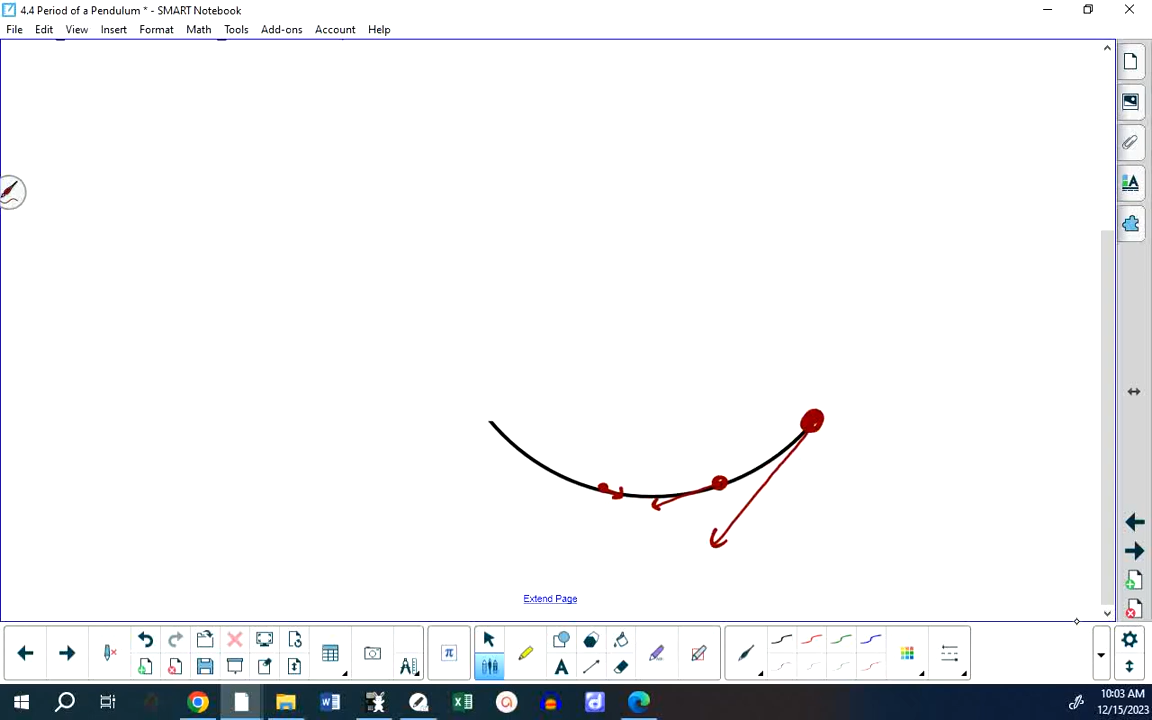 4.4 Period of a Pendulum * - SMART Notebook
File Edit View Insert Format Math Tools Add-ons Account Help
Extend Page
π
A
10:03 AM
12/15/2023